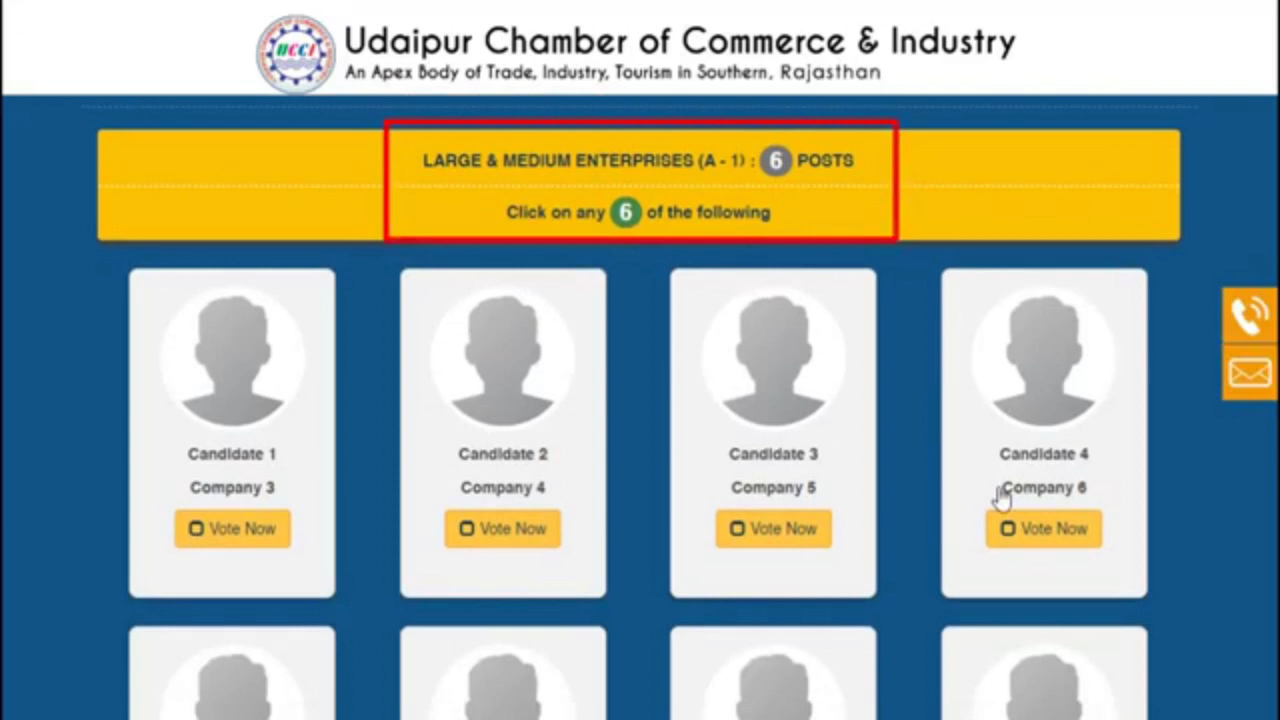 UCCI
Udaipur Chamber of Commerce & Industry
An Apex Body of Trade, Industry, Tourism in Southern, Rajasthan
LARGE & MEDIUM ENTERPRISES (A - 1) : 6 POSTS
Click on any 6 of the following
Candidate 1
Company 3
Vote Now
Candidate 2
Company 4
Vote Now
Candidate 3
Company 5
Vote Now
Candidate 4
Company 6
Vote Now